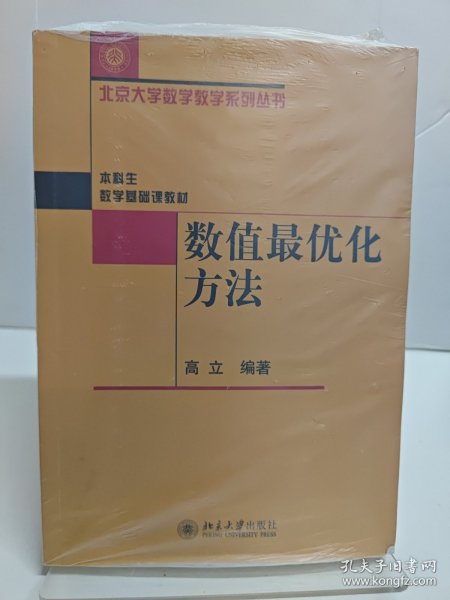 北京大学数学教学系列丛书
本科生
数学基础课教材
数值最优化
方法
高立 编著
北京大学出版社
PEKING UNIVERSITY PRESS
孔夫子旧书网
www.kongfz.com